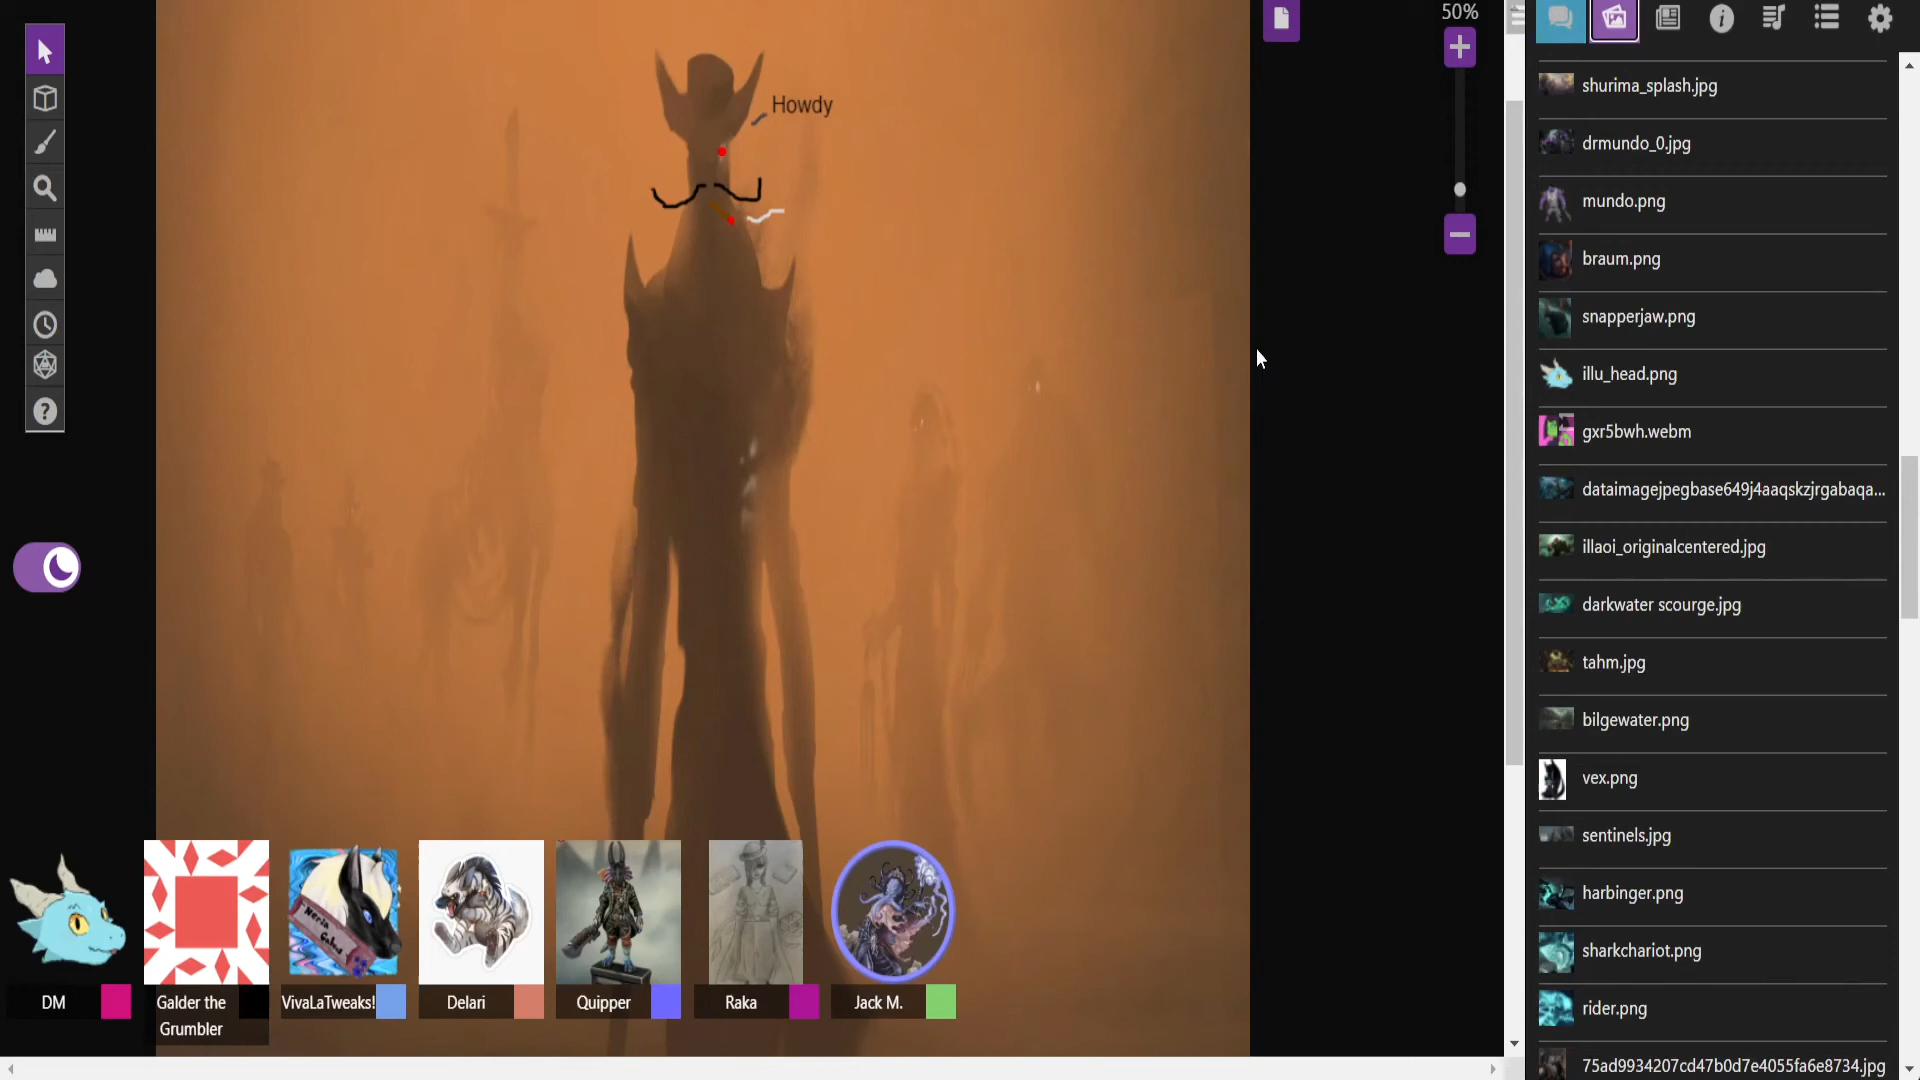 50%
Howdy
shurima_splash.jpg
drmundo_0.jpg
mundo.png
braum.png
snapperjaw.png
illu_head.png
gxr5bwh.webm
dataimagejpegbase649j4aaqskzjrgabaqa...
illaoi_originalcentered.jpg
darkwater scourge.jpg
tahm.jpg
bilgewater.png
vex.png
sentinels.jpg
harbinger.png
sharkchariot.png
rider.png
75ad9934207cd47b0d7e4055fa6e8734.jpg
DM
Galder the
Grumbler
VivaLaTweaks!
Delari
Quipper
Raka
Jack M.